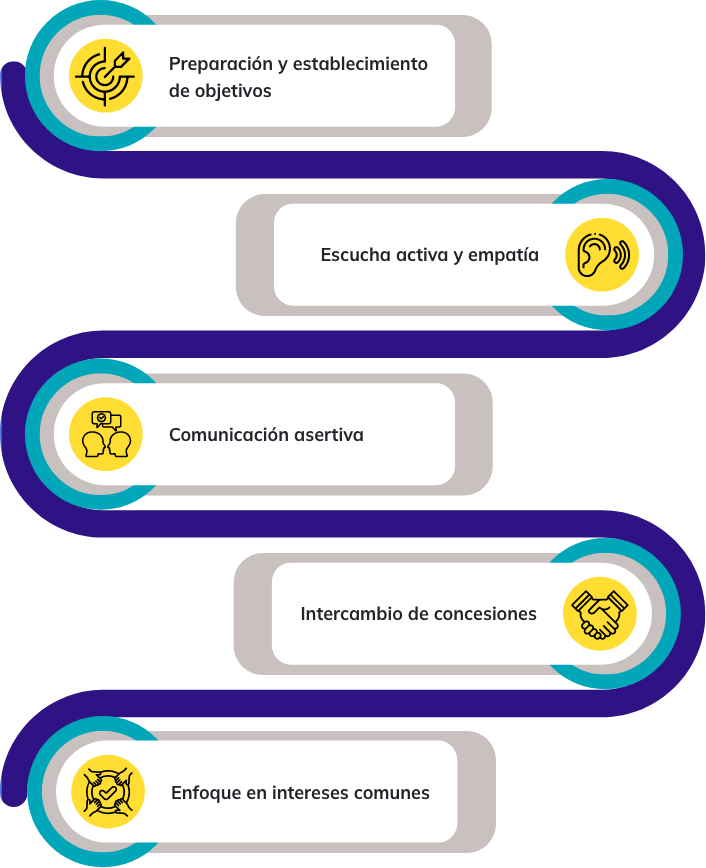 Preparación y establecimiento
de objetivos
Escucha activa y empatía
Comunicación asertiva
Intercambio de concesiones
Enfoque en intereses comunes